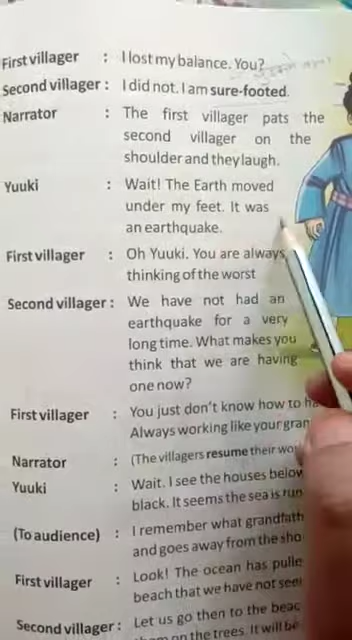 First villager : I lost my balance. You?
Second villager : I did not. I am sure-footed.
Narrator : The first villager pats the
second villager on the
shoulder and they laugh.
Yuuki : Wait! The Earth moved
under my feet. It was
an earthquake.
First villager : Oh Yuuki. You are always
thinking of the worst
Second villager : We have not had an
earthquake for a very
long time. What makes you
think that we are having
one now?
First villager : You just don't know how to
Always working like your
Narrator : (The villagers resume their
Yuuki : Wait. I see the houses below
black. It seems the sea is
(To audience) : I remember what
and goes away from the
First villager : Look! The ocean has
beach that we have not
Second villager : Let us go then to the
on the trees. It will be